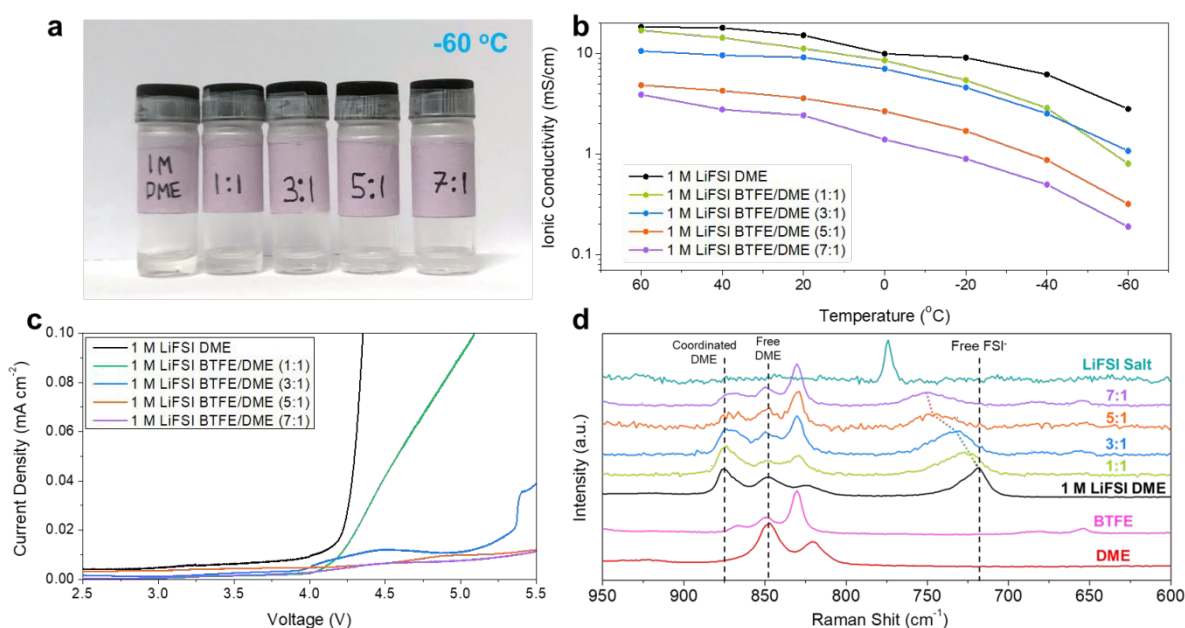 a
-60 °C
1M
DME
1:1
3:1
5:1
7:1
b
Ionic Conductivity (mS/cm)
10
1
0.1
1 M LiFSI DME
1 M LiFSI BTFE/DME (1:1)
1 M LiFSI BTFE/DME (3:1)
1 M LiFSI BTFE/DME (5:1)
1 M LiFSI BTFE/DME (7:1)
60 40 20 0 -20 -40 -60
Temperature (°C)
c
Current Density (mA cm-2)
0.10
0.08
0.06
0.04
0.02
0.00
1 M LiFSI DME
1 M LiFSI BTFE/DME (1:1)
1 M LiFSI BTFE/DME (3:1)
1 M LiFSI BTFE/DME (5:1)
1 M LiFSI BTFE/DME (7:1)
2.5 3.0 3.5 4.0 4.5 5.0 5.5
Voltage (V)
d
Intensity (a.u.)
Coordinated
DME
Free
DME
Free FSI-
LiFSI Salt
7:1
5:1
3:1
1:1
1 M LiFSI DME
BTFE
DME
950 900 850 800 750 700 650 600
Raman Shit (cm-1)